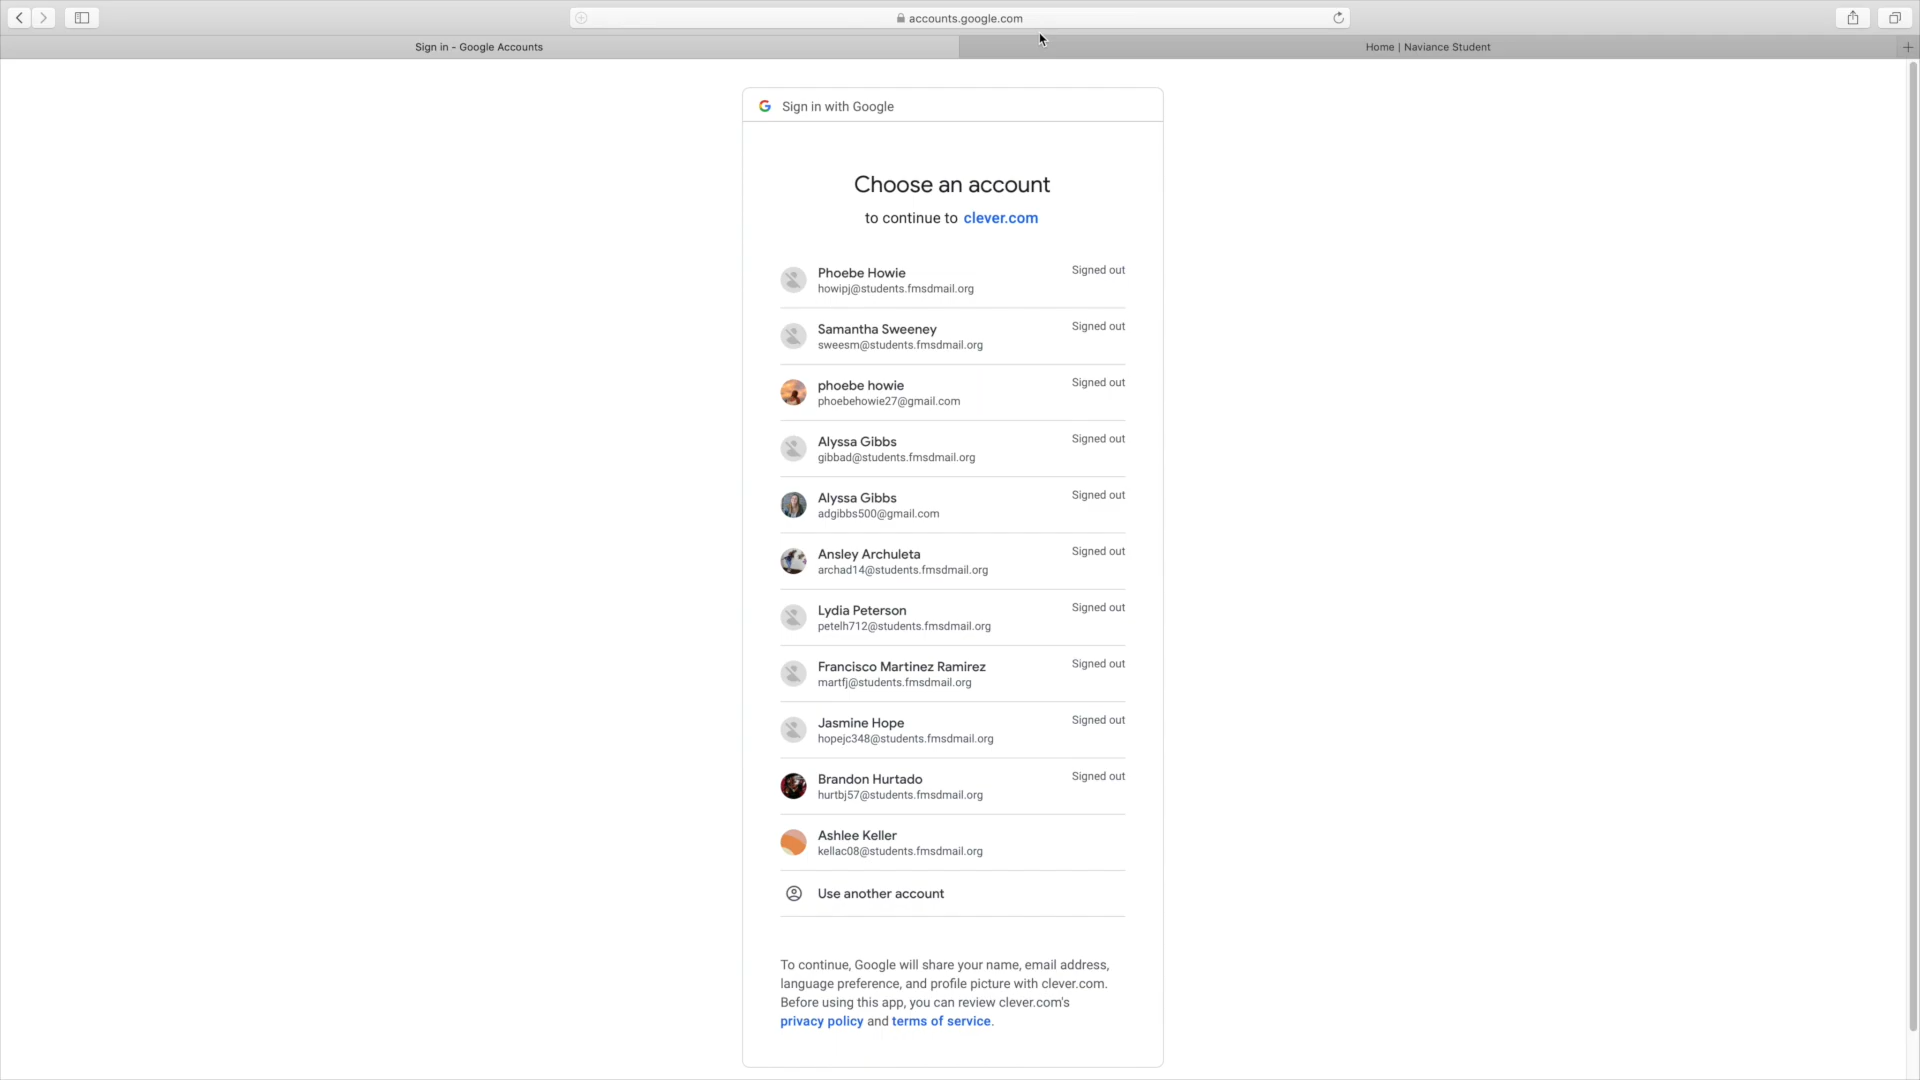 accounts.google.com
Sign in - Google Accounts
Home | Naviance Student
Sign in with Google
Choose an account
to continue to clever.com
Phoebe Howie
Signed out
howipj@students.fmsdmail.org
Samantha Sweeney
Signed out
sweesm@students.fmsdmail.org
phoebe howie
Signed out
phoebehowie27@gmail.com
Alyssa Gibbs
Signed out
gibbad@students.fmsdmail.org
Alyssa Gibbs
Signed out
adgibbs500@gmail.com
Ansley Archuleta
Signed out
archad14@students.fmsdmail.org
Lydia Peterson
Signed out
petelh712@students.fmsdmail.org
Francisco Martinez Ramirez
Signed out
martfj@students.fmsdmail.org
Jasmine Hope
Signed out
hopejc348@students.fmsdmail.org
Brandon Hurtado
Signed out
hurtbj57@students.fmsdmail.org
Ashlee Keller
kellac08@students.fmsdmail.org
Use another account
To continue, Google will share your name, email address,
language preference, and profile picture with clever.com.
Before using this app, you can review clever.com's
privacy policy and terms of service.